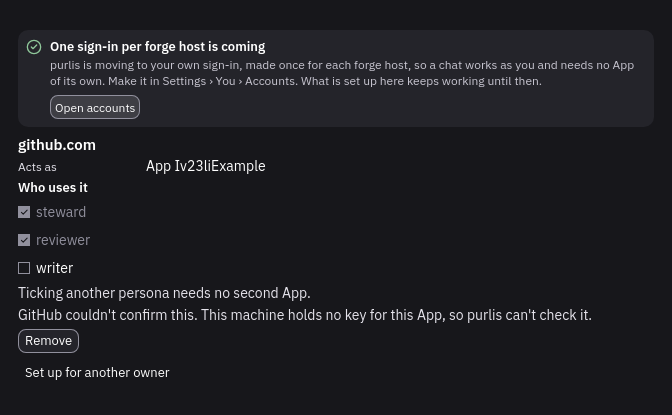 One sign-in per forge host is coming
purlis is moving to your own sign-in, made once for each forge host, so a chat works as you and needs no App
of its own. Make it in Settings › You › Accounts. What is set up here keeps working until then.
Open accounts
github.com
Acts as App Iv23liExample
Who uses it
steward
reviewer
writer
Ticking another persona needs no second App.
GitHub couldn't confirm this. This machine holds no key for this App, so purlis can't check it.
Remove
Set up for another owner